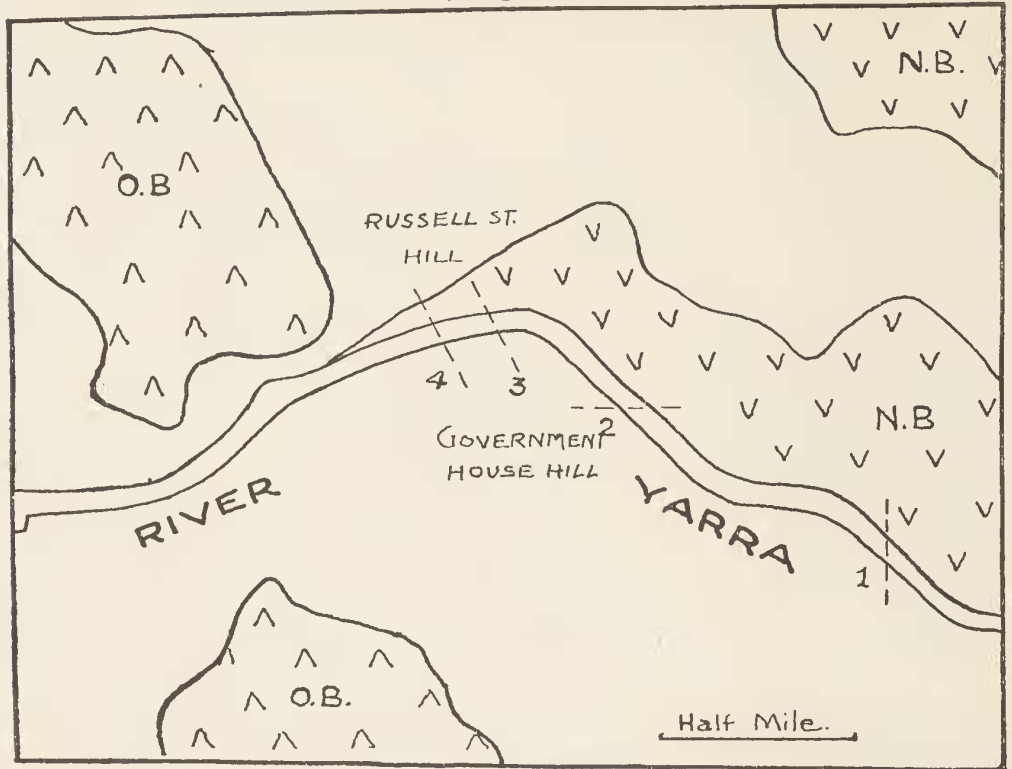 N.B.
O.B
RUSSELL ST.
HILL
4
3
2
GOVERNMENT
HOUSE HILL
N.B
RIVER
YARRA
1
O.B.
Half Mile.